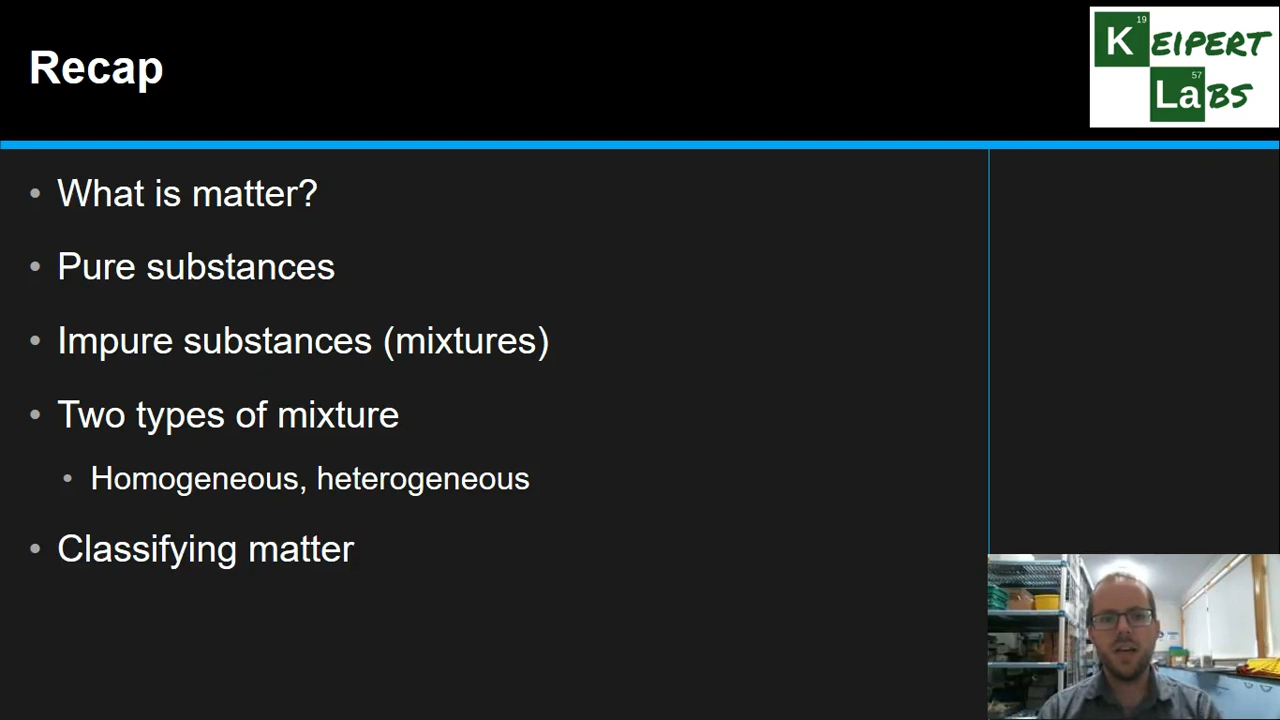 Recap
19
K EIPERT
57
La BS
What is matter?
Pure substances
Impure substances (mixtures)
Two types of mixture
Homogeneous, heterogeneous
Classifying matter